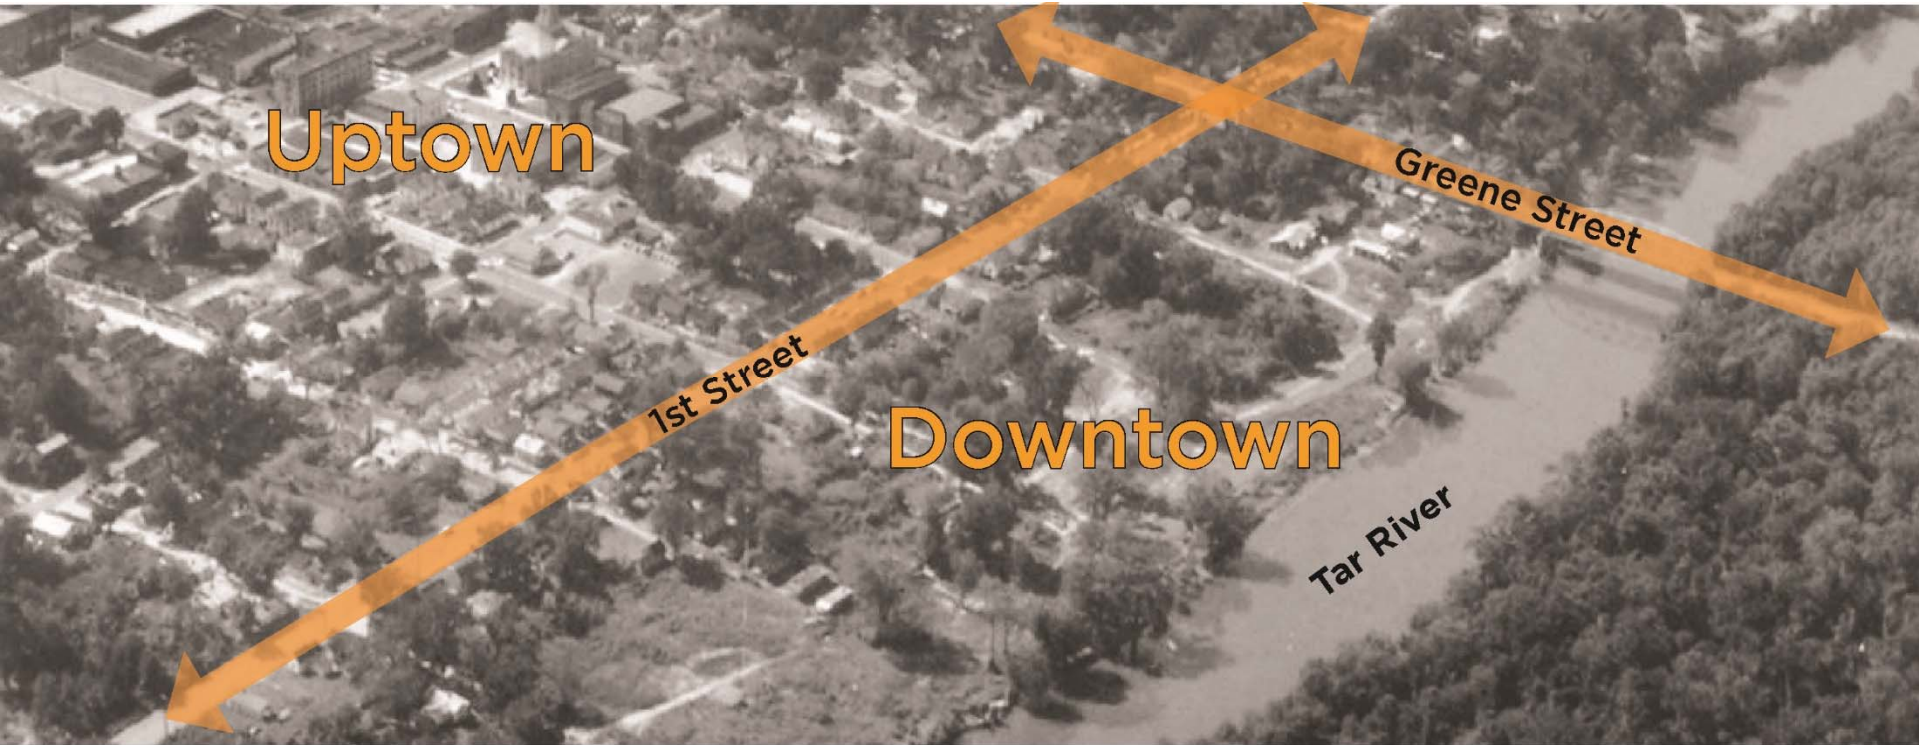 Uptown
Greene Street
1st Street
Downtown
Tar River